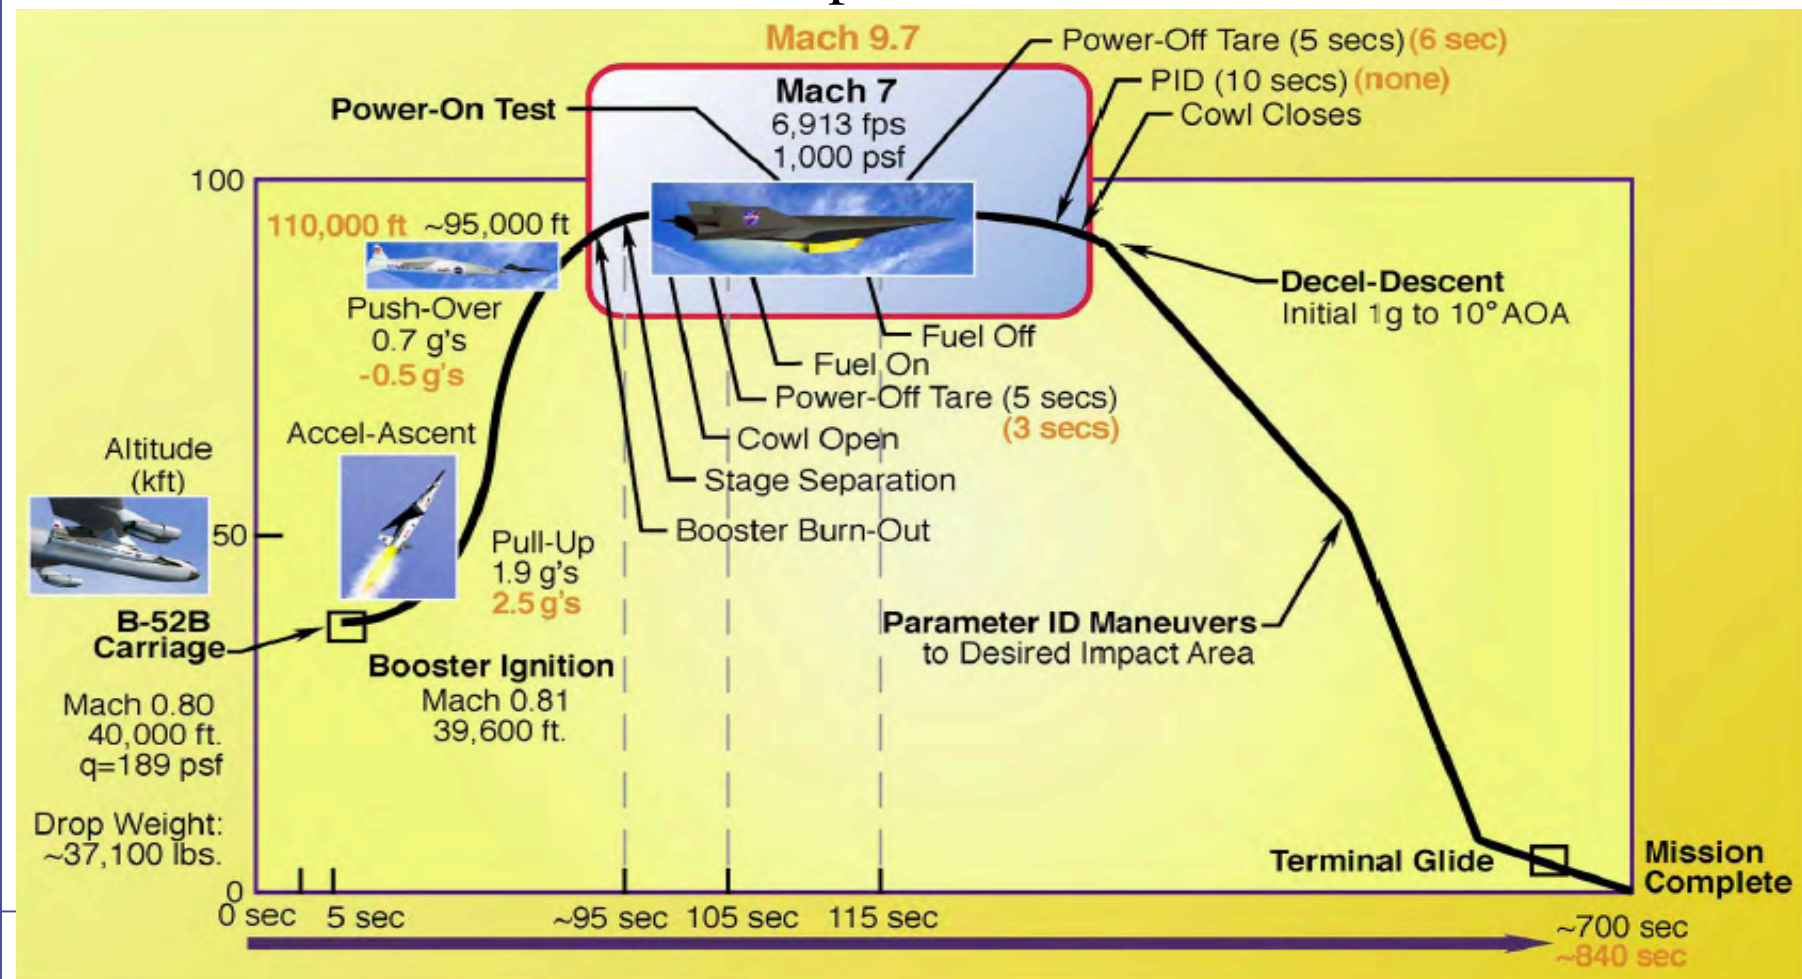 Mach 9.7
Power-Off Tare (5 secs) (6 sec)
PID (10 secs) (none)
Cowl Closes
Mach 7
6,913 fps
1,000 psf
Power-On Test
100
110,000 ft ~95,000 ft
Push-Over
0.7 g's
-0.5 g's
Decel-Descent
Initial 1g to 10° AOA
Fuel Off
Fuel On
Power-Off Tare (5 secs)
(3 secs)
Cowl Open
Stage Separation
Booster Burn-Out
Accel-Ascent
Altitude
(kft)
50
Pull-Up
1.9 g's
2.5 g's
B-52B
Carriage
Booster Ignition
Mach 0.81
39,600 ft.
Mach 0.80
40,000 ft.
q=189 psf
Drop Weight:
~37,100 lbs.
Parameter ID Maneuvers
to Desired Impact Area
Terminal Glide
Mission
Complete
0
0 sec 5 sec ~95 sec 105 sec 115 sec
~700 sec
~840 sec